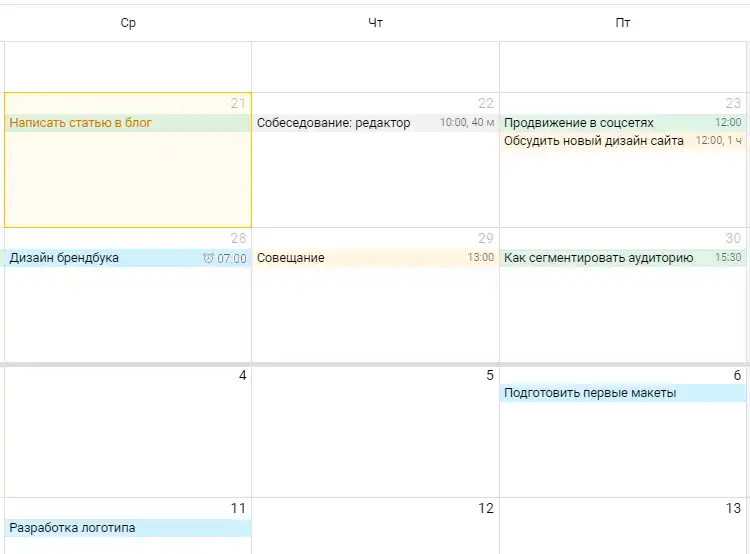 Ср Чт Пт
21 22 23
Написать статью в блог Собеседование: редактор 10:00, 40 м Продвижение в соцсетях 12:00
Обсудить новый дизайн сайта 12:00, 1 ч
28 29 30
Дизайн брендбука 07:00 Совещание 13:00 Как сегментировать аудиторию 15:30
4 5 6
Подготовить первые макеты
11 12 13
Разработка логотипа